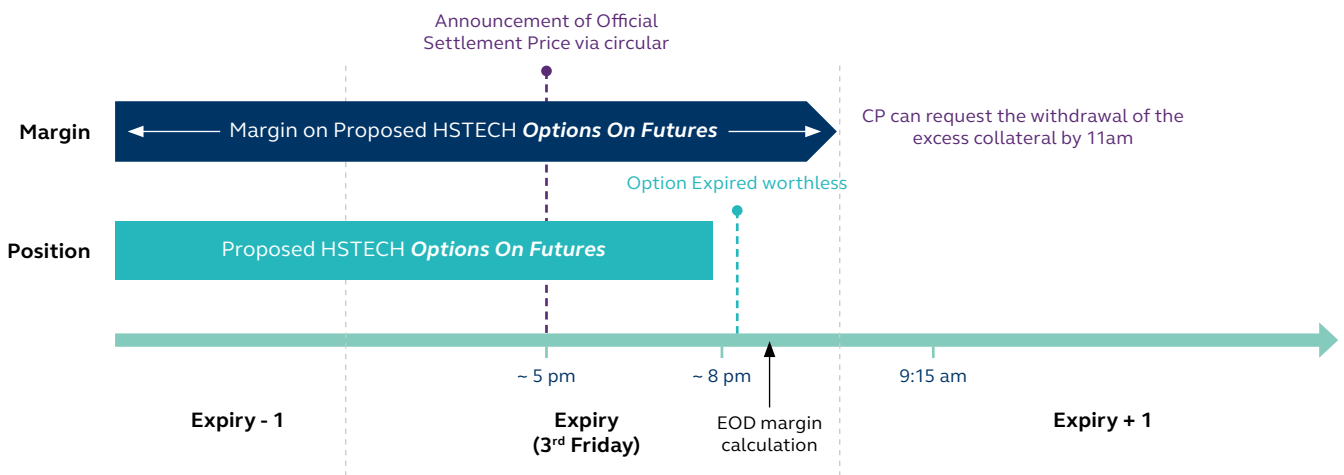 Announcement of Official
Settlement Price via circular
Margin
Margin on Proposed HSTECH Options On Futures
CP can request the withdrawal of the
excess collateral by 11am
Option Expired worthless
Position
Proposed HSTECH Options On Futures
~ 5 pm
~ 8 pm
9:15 am
Expiry - 1
Expiry
(3rd Friday)
EOD margin
calculation
Expiry + 1